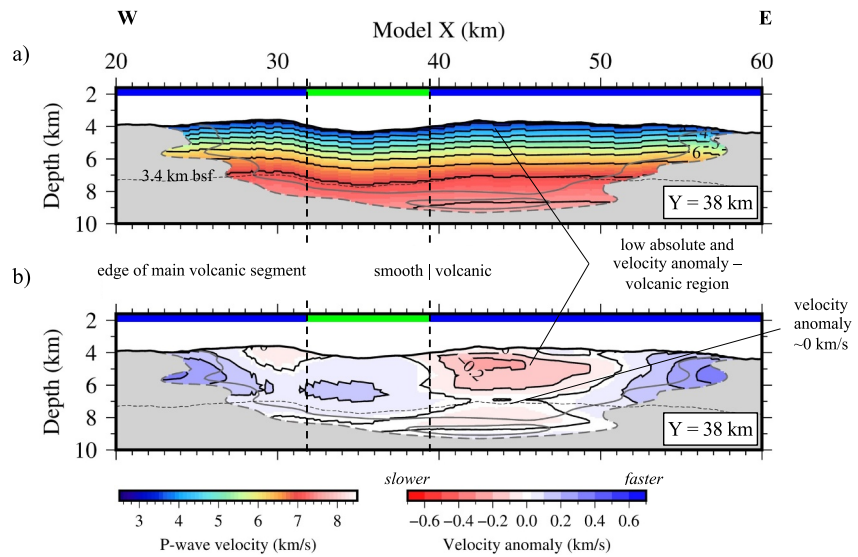 W
E
Model X (km)
a)
20 30 40 50 60
Depth (km)
2
4
6
8
10
4.5
6
3.4 km bsf
Y = 38 km
low absolute and
velocity anomaly –
volcanic region
edge of main volcanic segment
smooth
volcanic
b)
velocity
anomaly
~0 km/s
Depth (km)
2
4
6
8
10
0
0
-0.2
Y = 38 km
slower
faster
3 4 5 6 7 8
P-wave velocity (km/s)
−0.6 −0.4 −0.2 0.0 0.2 0.4 0.6
Velocity anomaly (km/s)